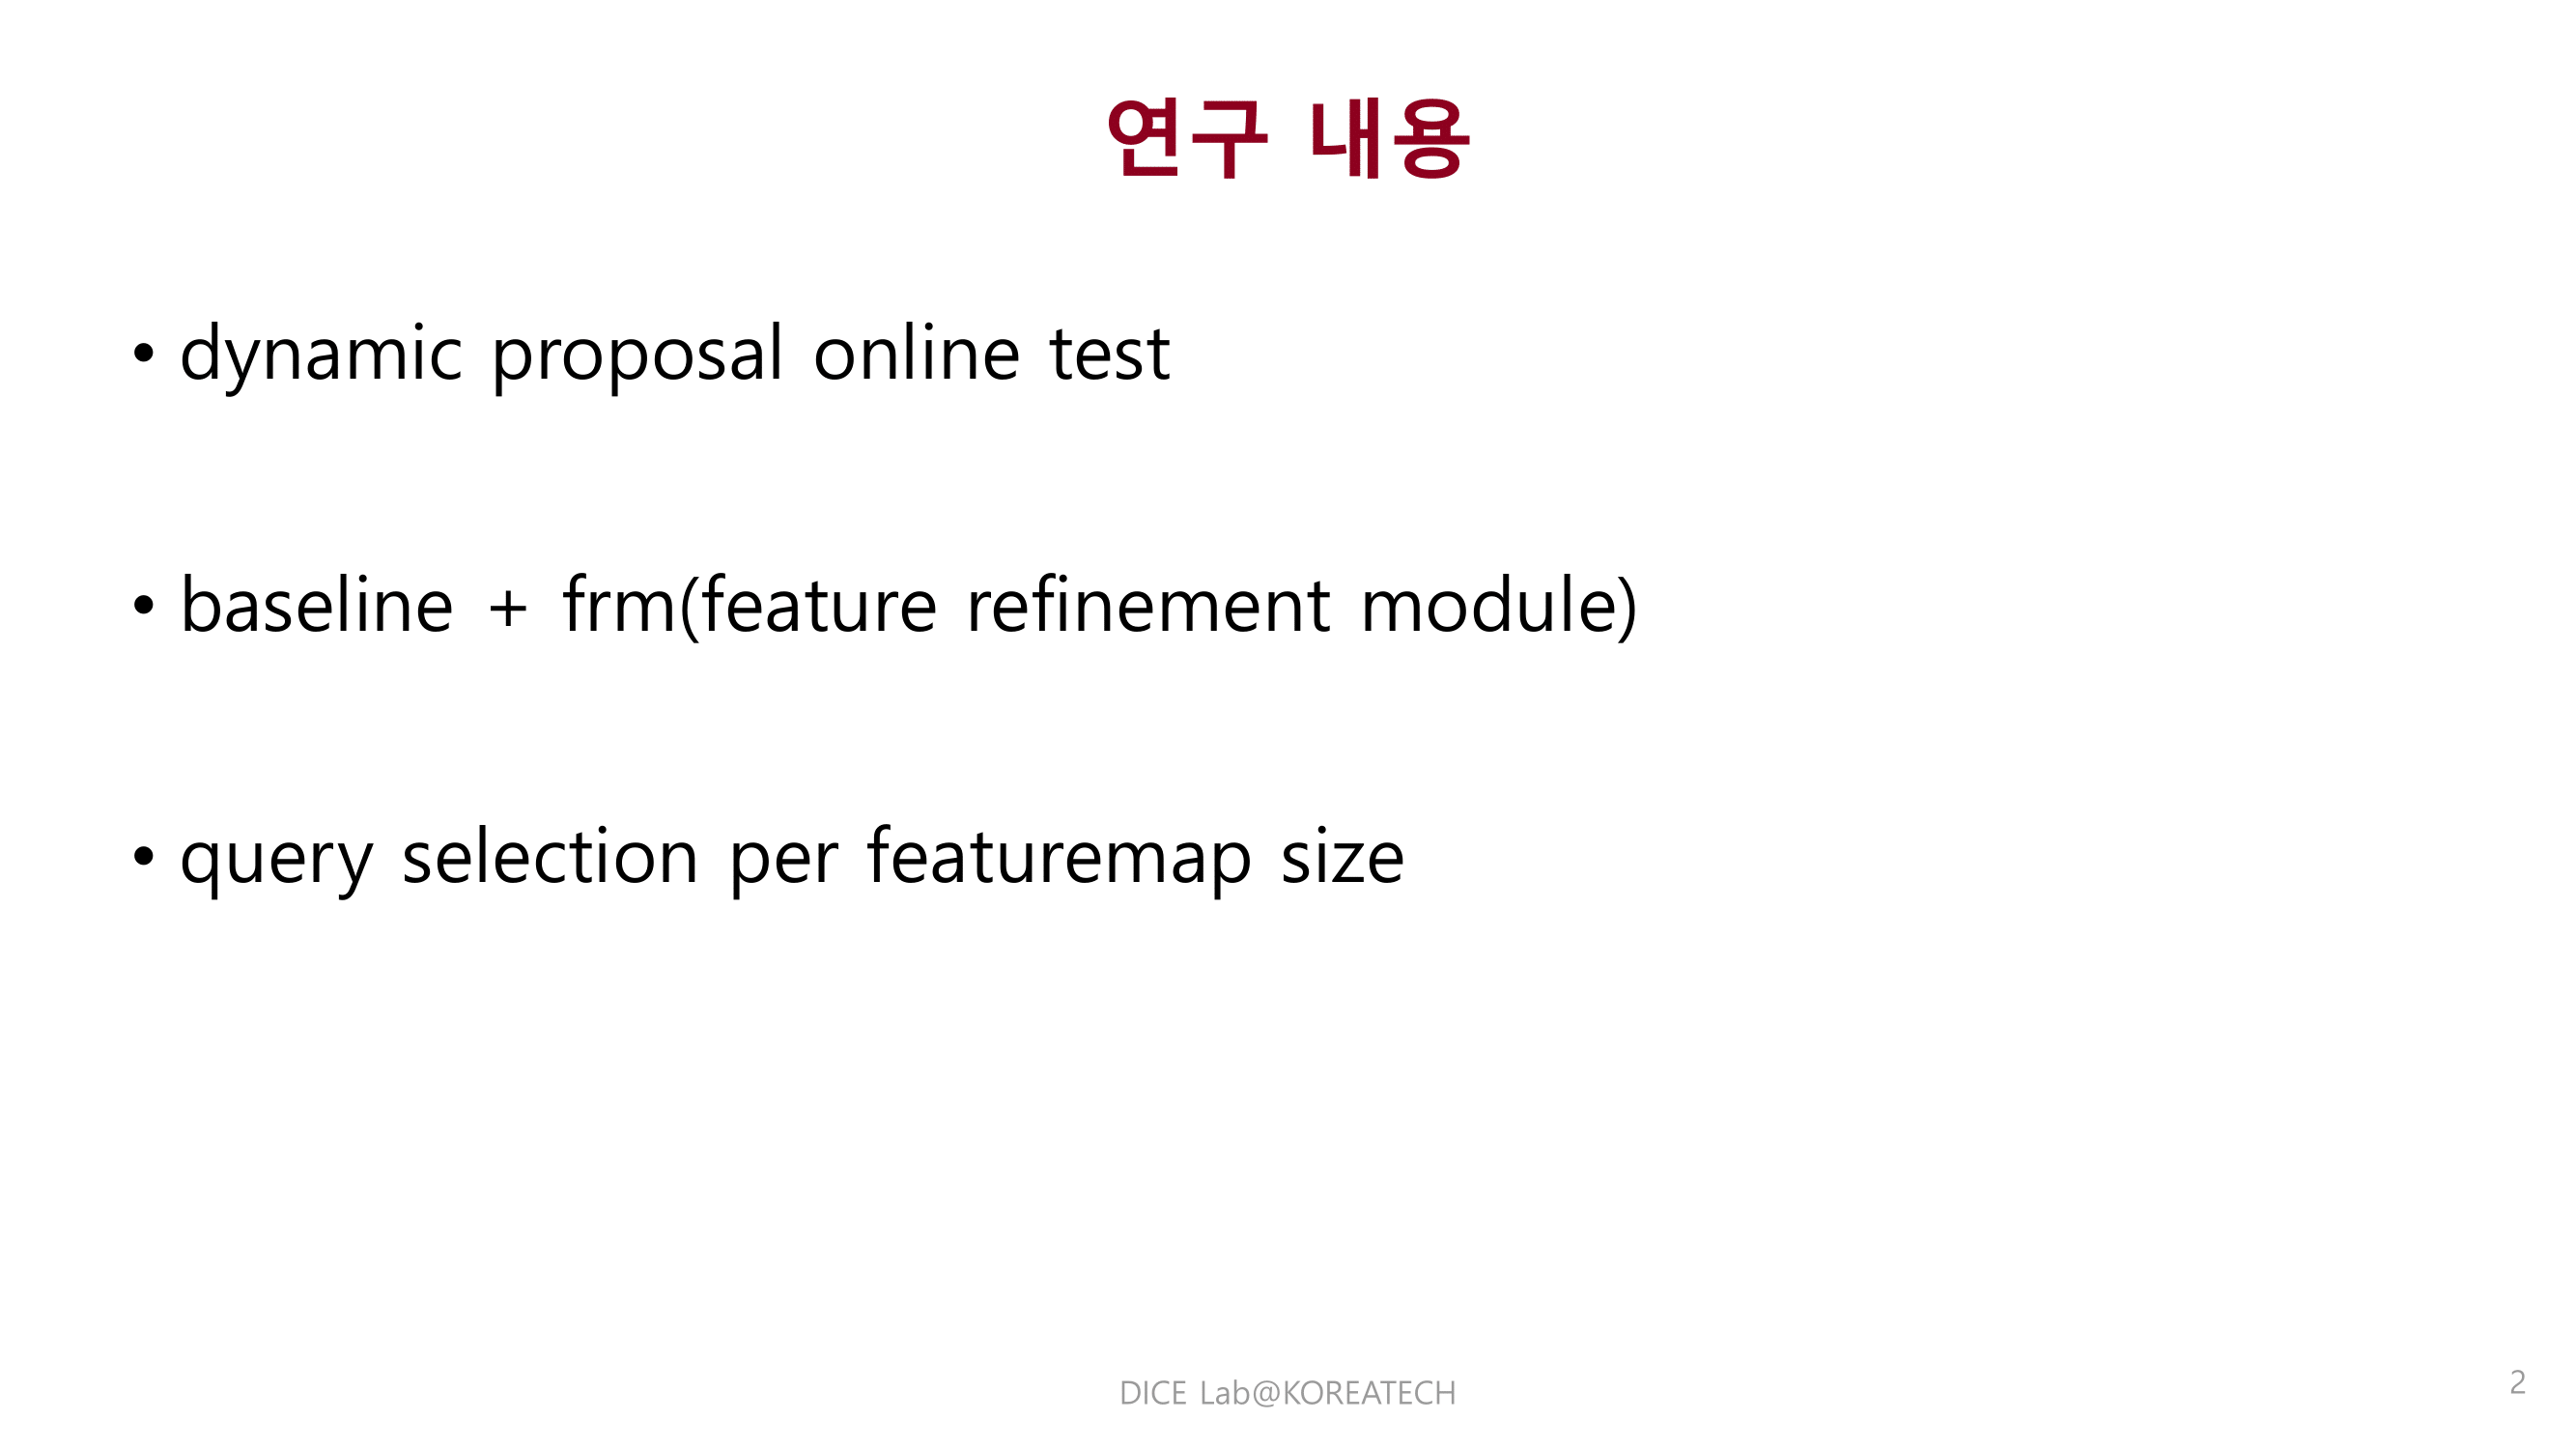 연구 내용
• dynamic proposal online test
• baseline + frm(feature refinement module)
• query selection per featuremap size
DICE Lab@KOREATECH
2